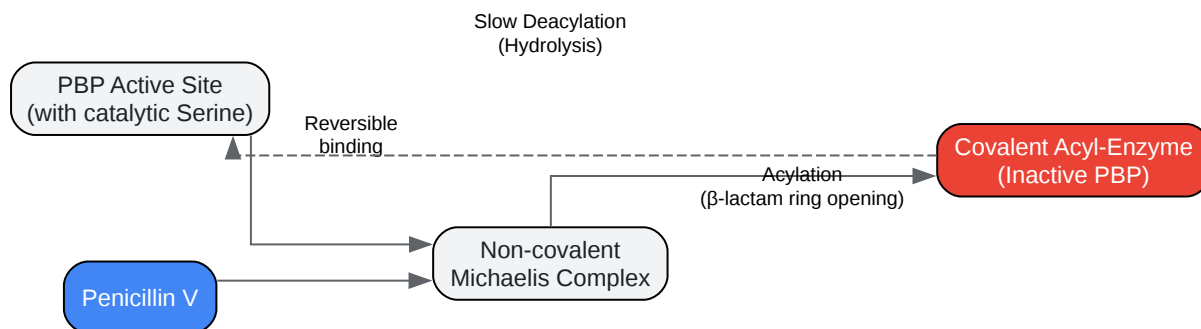 Slow Deacylation
(Hydrolysis)
PBP Active Site
(with catalytic Serine)
Reversible
binding
Covalent Acyl-Enzyme
(Inactive PBP)
Acylation
(β-lactam ring opening)
Non-covalent
Michaelis Complex
Penicillin V